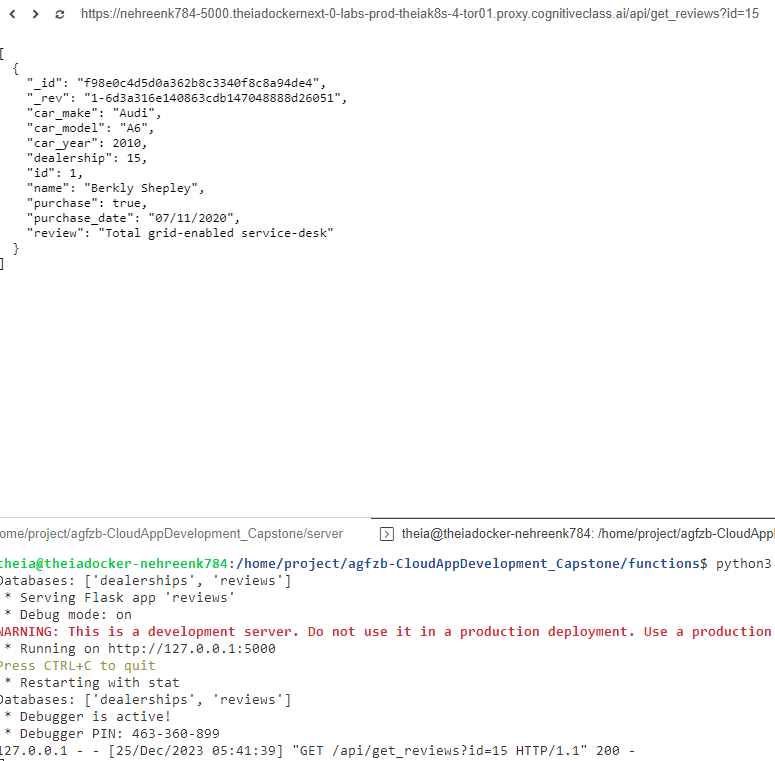 https://nehreenk784-5000.theiadockernext-0-labs-prod-theiak8s-4-tor01.proxy.cognitiveclass.ai/api/get_reviews?id=15
[
{
"_id": "f98e0c4d5d0a362b8c3340f8c8a94de4",
"_rev": "1-6d3a316e140863cdb147048888d26051",
"car_make": "Audi",
"car_model": "A6",
"car_year": 2010,
"dealership": 15,
"id": 1,
"name": "Berkly Shepley",
"purchase": true,
"purchase_date": "07/11/2020",
"review": "Total grid-enabled service-desk"
}
]
ome/project/agfzb-CloudAppDevelopment_Capstone/server
theia@theiadocker-nehreenk784: /home/project/agfzb-CloudAppl
theia@theiadocker-nehreenk784:/home/project/agfzb-CloudAppDevelopment_Capstone/functions$ python3
Databases: ['dealerships', 'reviews']
* Serving Flask app 'reviews'
* Debug mode: on
WARNING: This is a development server. Do not use it in a production deployment. Use a production
* Running on http://127.0.0.1:5000
Press CTRL+C to quit
* Restarting with stat
Databases: ['dealerships', 'reviews']
* Debugger is active!
* Debugger PIN: 463-360-899
127.0.0.1 - - [25/Dec/2023 05:41:39] "GET /api/get_reviews?id=15 HTTP/1.1" 200 -